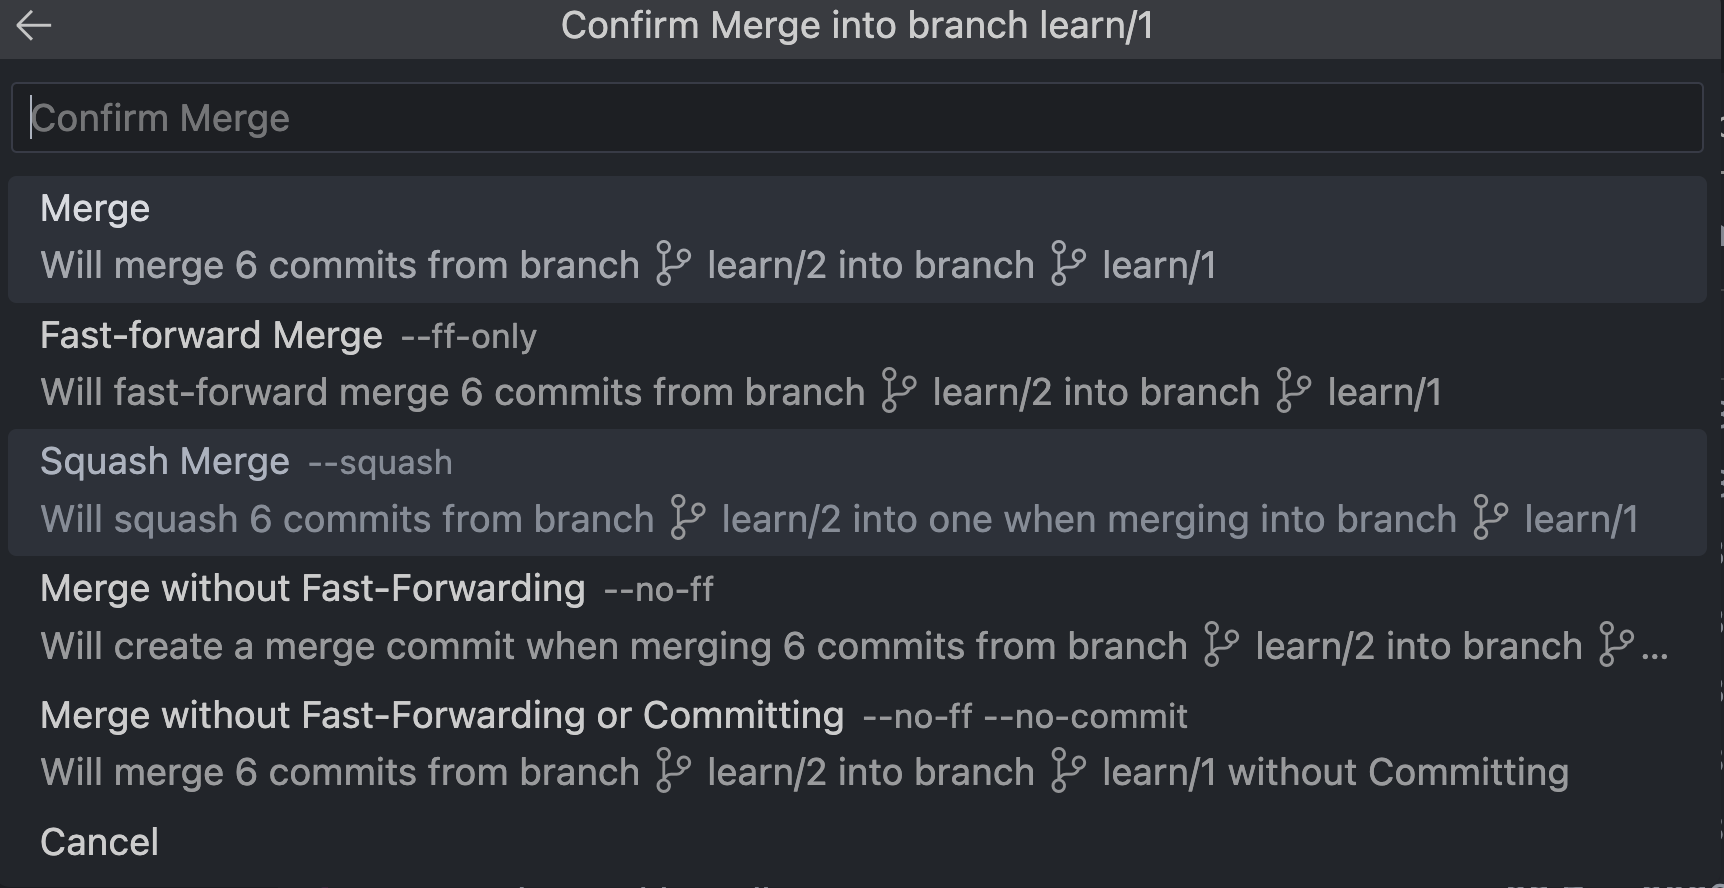 Confirm Merge into branch learn/1
Confirm Merge
Merge
Will merge 6 commits from branch learn/2 into branch learn/1
Fast-forward Merge --ff-only
Will fast-forward merge 6 commits from branch learn/2 into branch learn/1
Squash Merge --squash
Will squash 6 commits from branch learn/2 into one when merging into branch learn/1
Merge without Fast-Forwarding --no-ff
Will create a merge commit when merging 6 commits from branch learn/2 into branch ...
Merge without Fast-Forwarding or Committing --no-ff --no-commit
Will merge 6 commits from branch learn/2 into branch learn/1 without Committing
Cancel